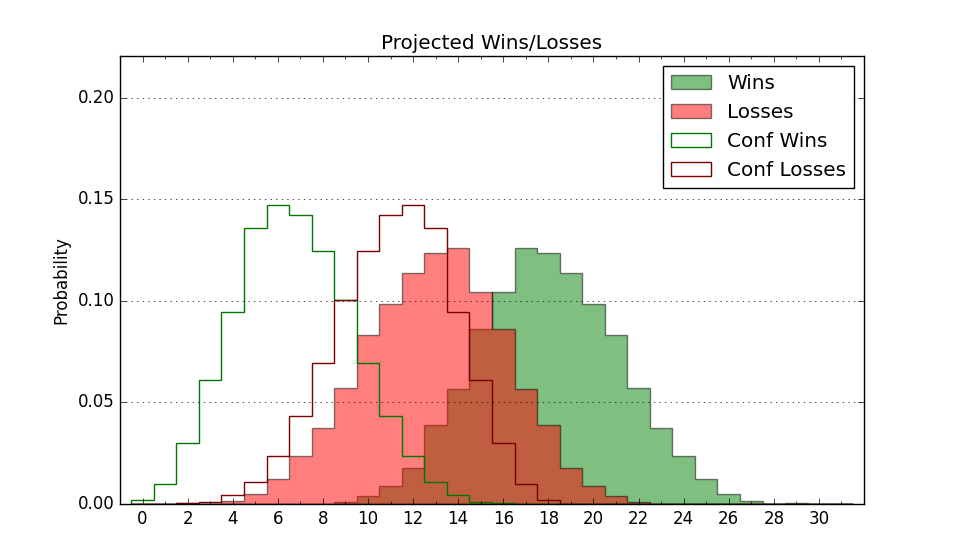 Projected Wins/Losses
Wins
Losses
Conf Wins
Conf Losses
Probability
0.20
0.15
0.10
0.05
0.00
0 2 4 6 8 10 12 14 16 18 20 22 24 26 28 30